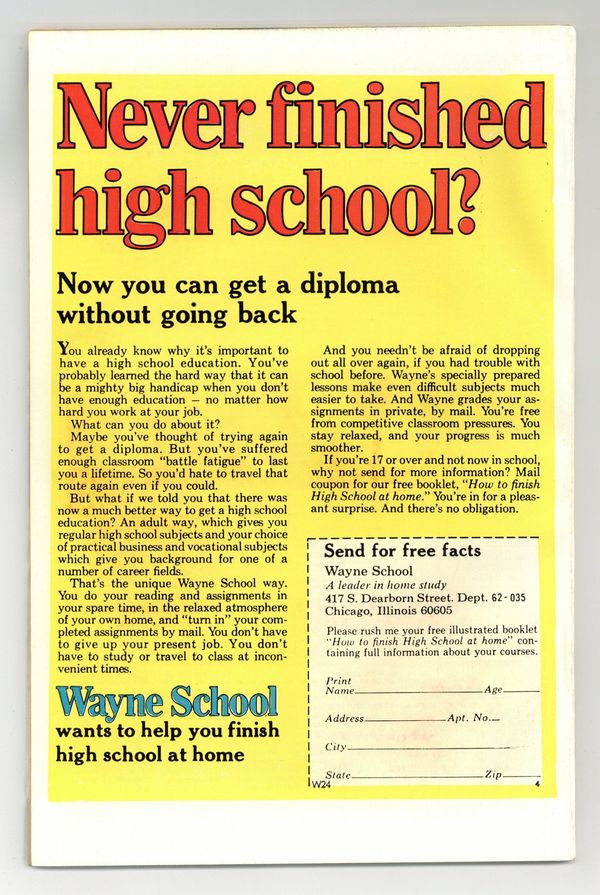 Never finished
high school?
Now you can get a diploma
without going back
You already know why it's important to
have a high school education. You've
probably learned the hard way that it can
be a mighty big handicap when you don't
have enough education – no matter how
hard you work at your job.
What can you do about it?
Maybe you've thought of trying again
to get a diploma. But you've suffered
enough classroom "battle fatigue" to last
you a lifetime. So you'd hate to travel that
route again even if you could.
But what if we told you that there was
now a much better way to get a high school
education? An adult way, which gives you
regular high school subjects and your choice
of practical business and vocational subjects
which give you background for one of a
number of career fields.
That's the unique Wayne School way.
You do your reading and assignments in
your spare time, in the relaxed atmosphere
of your own home, and "turn in" your com-
pleted assignments by mail. You don't have
to give up your present job. You don't
have to study or travel to class at incon-
venient times.
Wayne School
wants to help you finish
high school at home
And you needn't be afraid of dropping
out all over again, if you had trouble with
school before. Wayne's specially prepared
lessons make even difficult subjects much
easier to take. And Wayne grades your as-
signments in private, by mail. You're free
from competitive classroom pressures. You
stay relaxed, and your progress is much
smoother.
If you're 17 or over and not now in school,
why not send for more information? Mail
coupon for our free booklet, "How to finish
High School at home." You're in for a pleas-
ant surprise. And there's no obligation.
Send for free facts
Wayne School
A leader in home study
417 S. Dearborn Street. Dept. 62-035
Chicago, Illinois 60605
Please rush me your free illustrated booklet
"How to finish High School at home" con-
taining full information about your courses.
Print
Name Age
Address Apt. No.
City
State Zip
W24 4